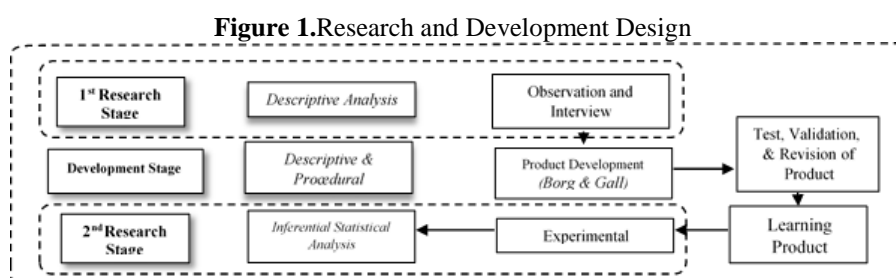 Figure 1.Research and Development Design
1st Research
Stage
Descriptive Analysis
Observation and
Interview
Development Stage
Descriptive &
Procedural
Product Development
(Borg & Gall)
Test, Validation,
& Revision of
Product
2nd Research
Stage
Inferential Statistical
Analysis
Experimental
Learning
Product